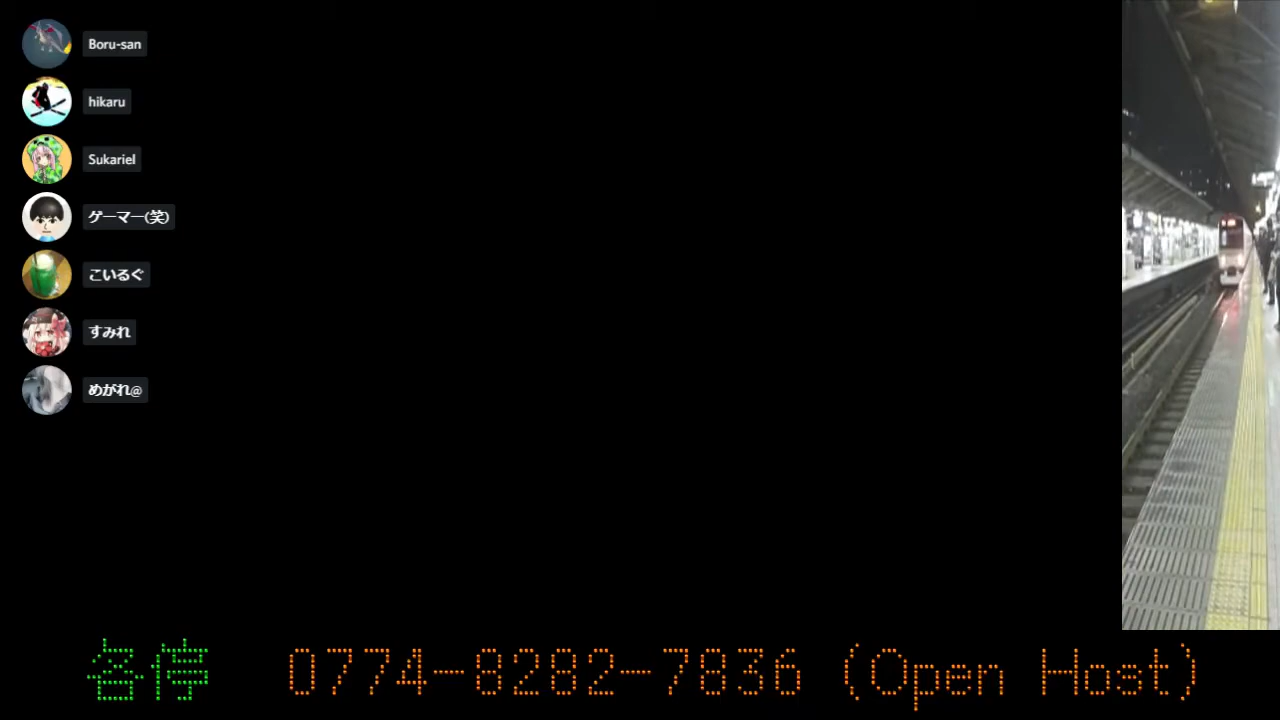 Boru-san
hikaru
Sukariel
ゲーマー(笑)
こいるぐ
すみれ
めがれ@
各停 0774-8282-7836 (Open Host)